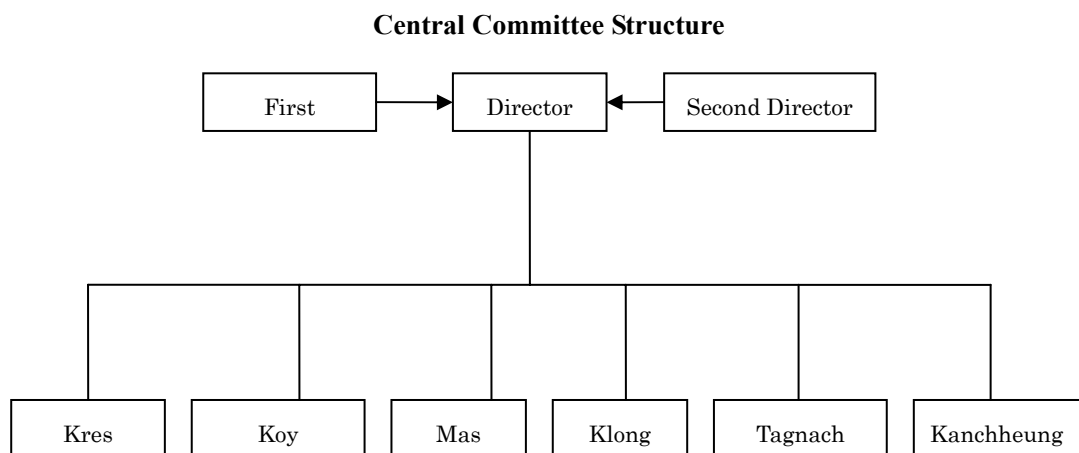 Central Committee Structure
First
Director
Second Director
Kres
Koy
Mas
Klong
Tagnach
Kanchheung